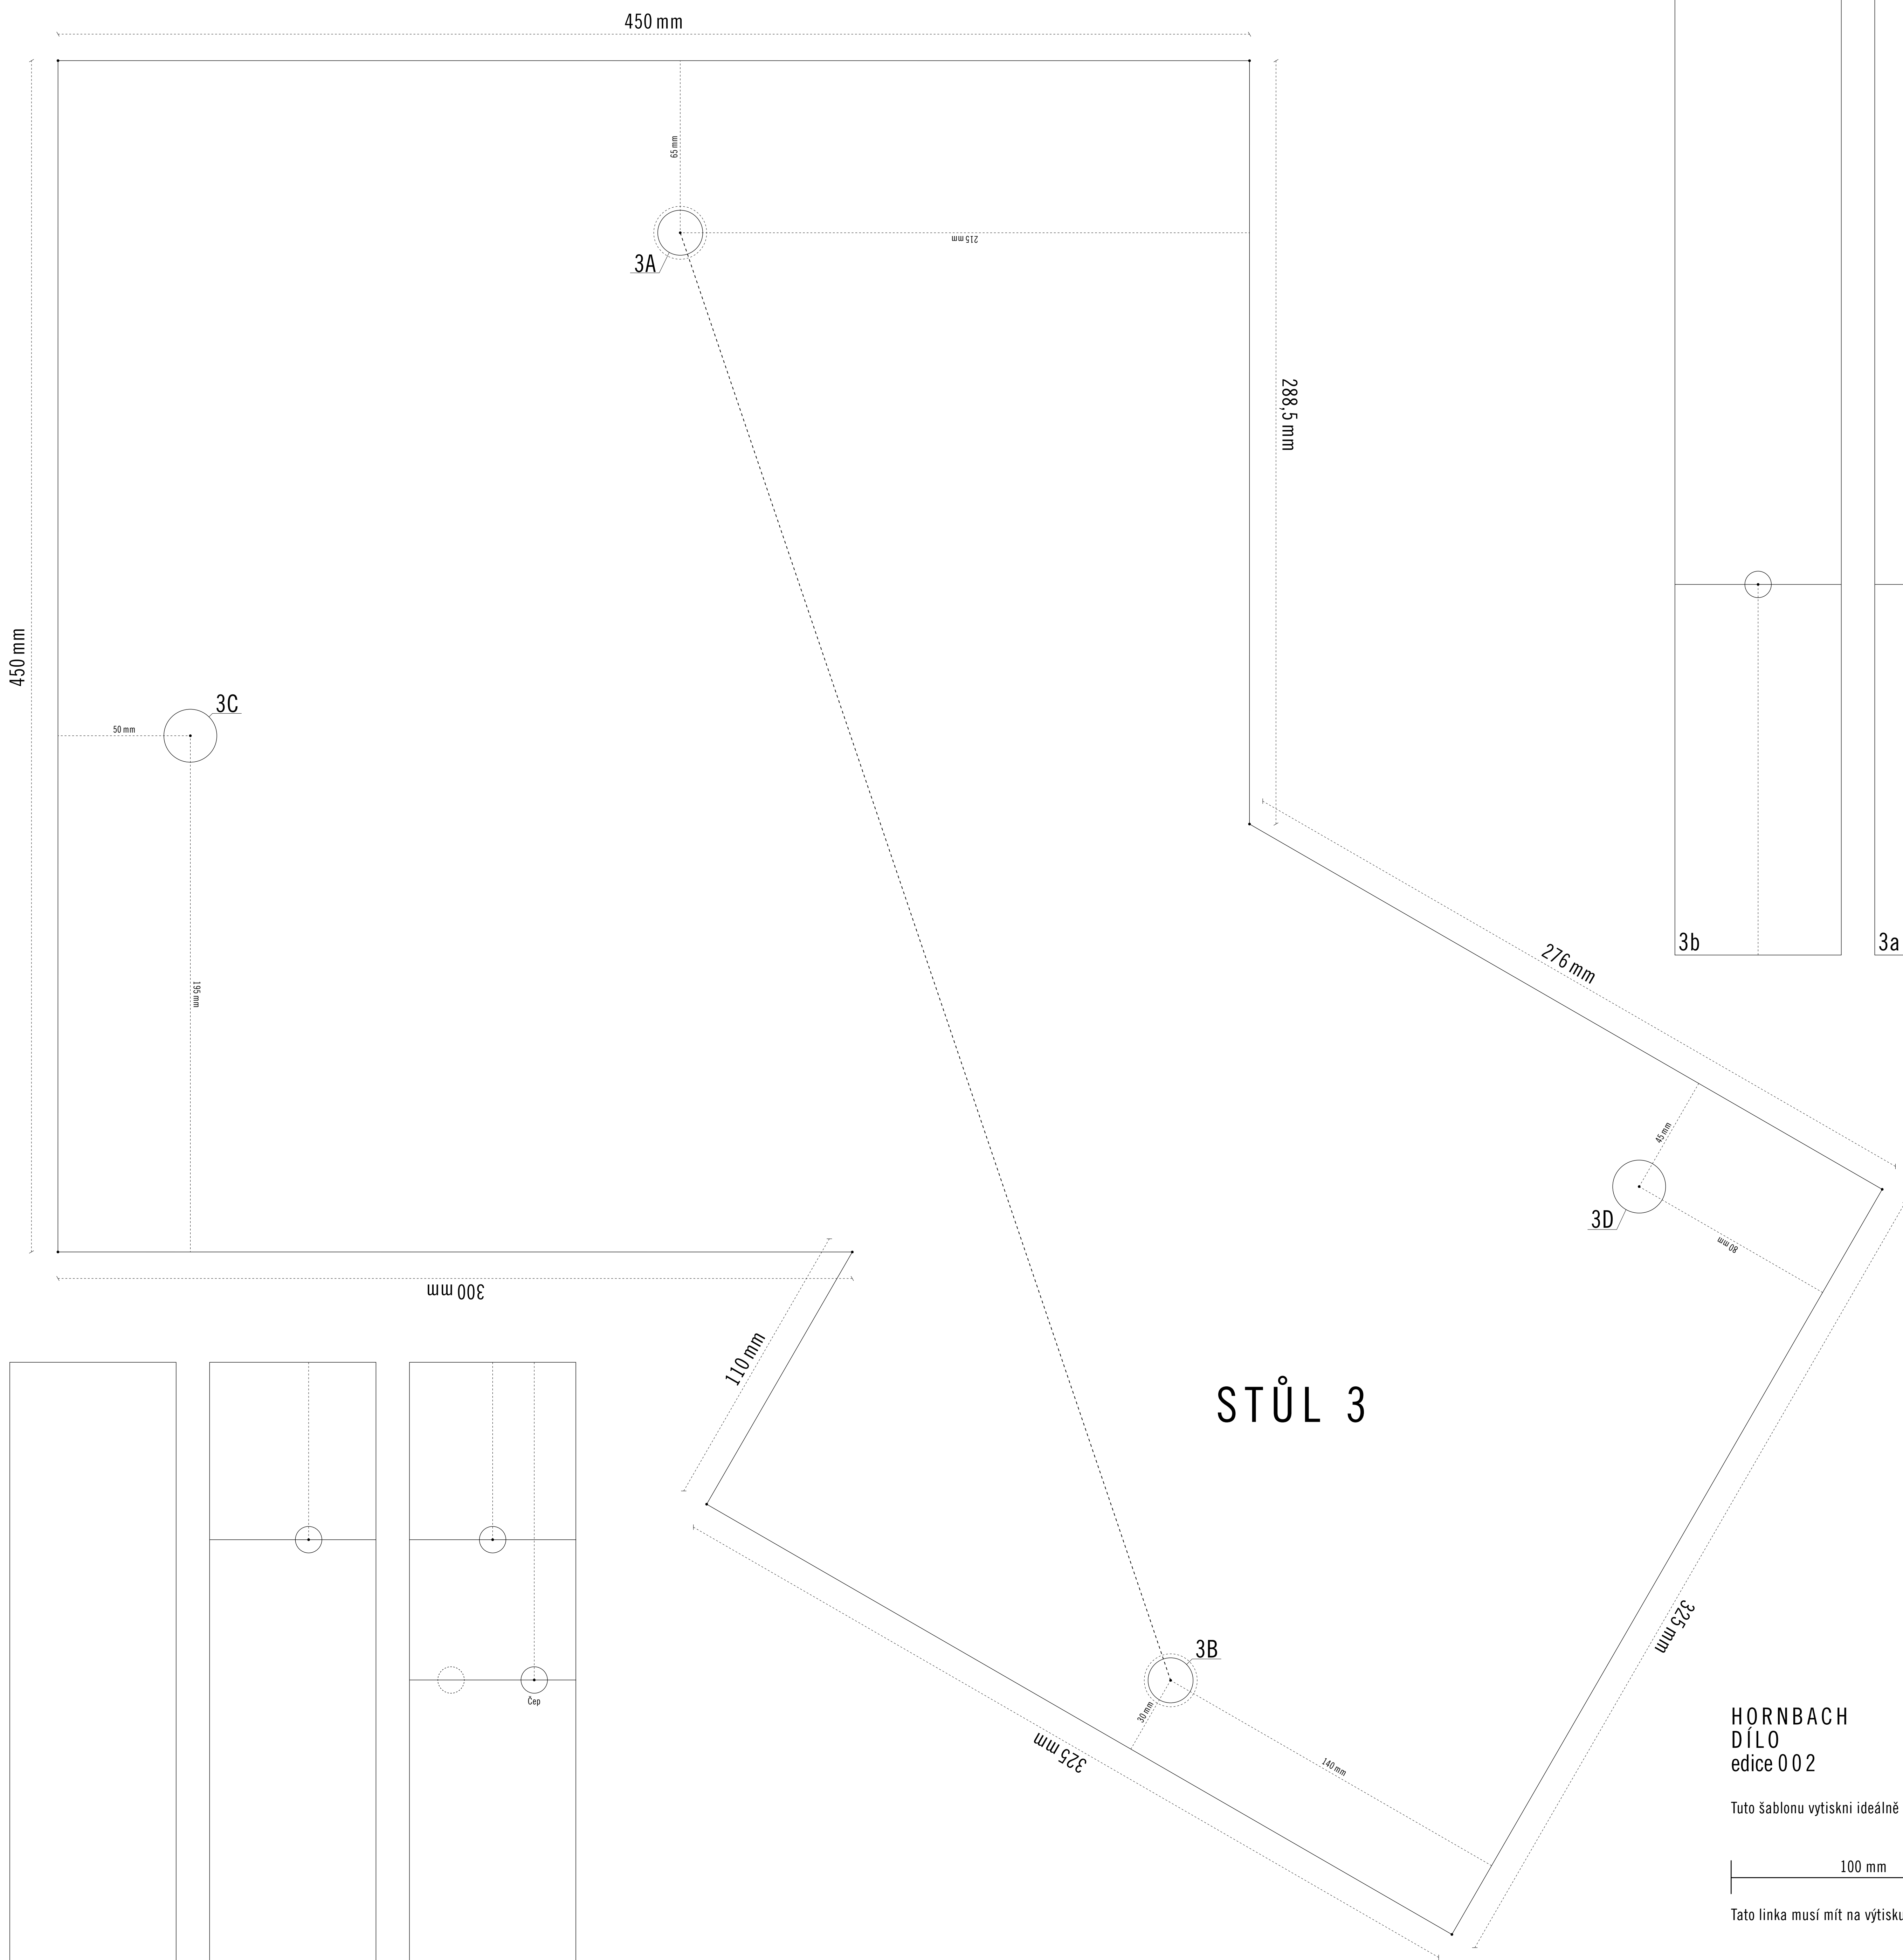 450 mm
65 mm
215 mm
3A
288,5 mm
450 mm
3C
50 mm
3b
3a
276 mm
195 mm
45 mm
3D
80 mm
300 mm
110 mm
STŮL 3
325 mm
3B
Čep
30 mm
325 mm
140 mm
HORNBACH
DÍLO
edice 002
Tuto šablonu vytiskni ideálně
100 mm
Tato linka musí mít na výtisku